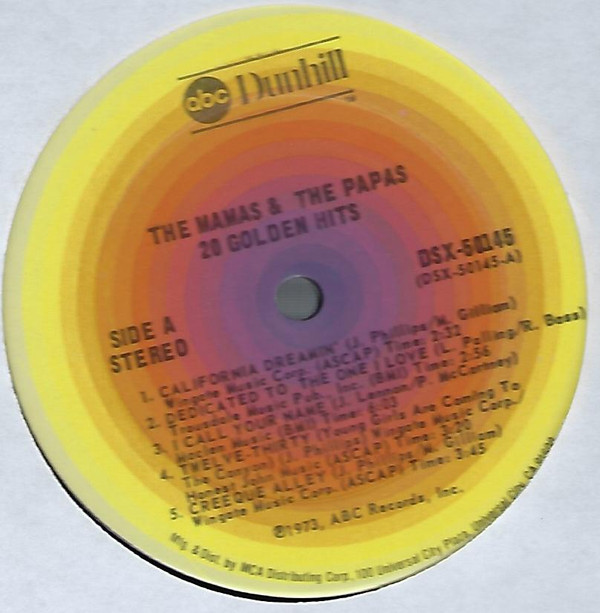 abc Dunhill
THE MAMAS & THE PAPAS
20 GOLDEN HITS
DSX-50145
(DSX-50145-A)
SIDE A
STEREO
1. CALIFORNIA DREAMIN' (J. Phillips/M. Gilliam)
Wingate Music Corp. (ASCAP) Time: 2:32
2. DEDICATED TO THE ONE I LOVE (L. Pauling/R. Bass)
Trousdale Music Pub. Inc. (BMI) Time: 2:56
3. I CALL YOUR NAME (J. Lennon/P. McCartney)
Maclen Music (BMI) Time:
4. TWELVE-THIRTY (Young Girls Are Coming To
The Canyon) (J. Phillips) Wingate Music Corp./
Honest John Music (ASCAP) Time: 3:20
5. CREEQUE ALLEY (J. Phillips/M. Gilliam)
Wingate Music Corp. (ASCAP) Time: 3:45
℗1973, ABC Records, Inc.
Mfg. & Dist. by MCA Distributing Corp., 100 Universal City Plaza, Universal City, CA